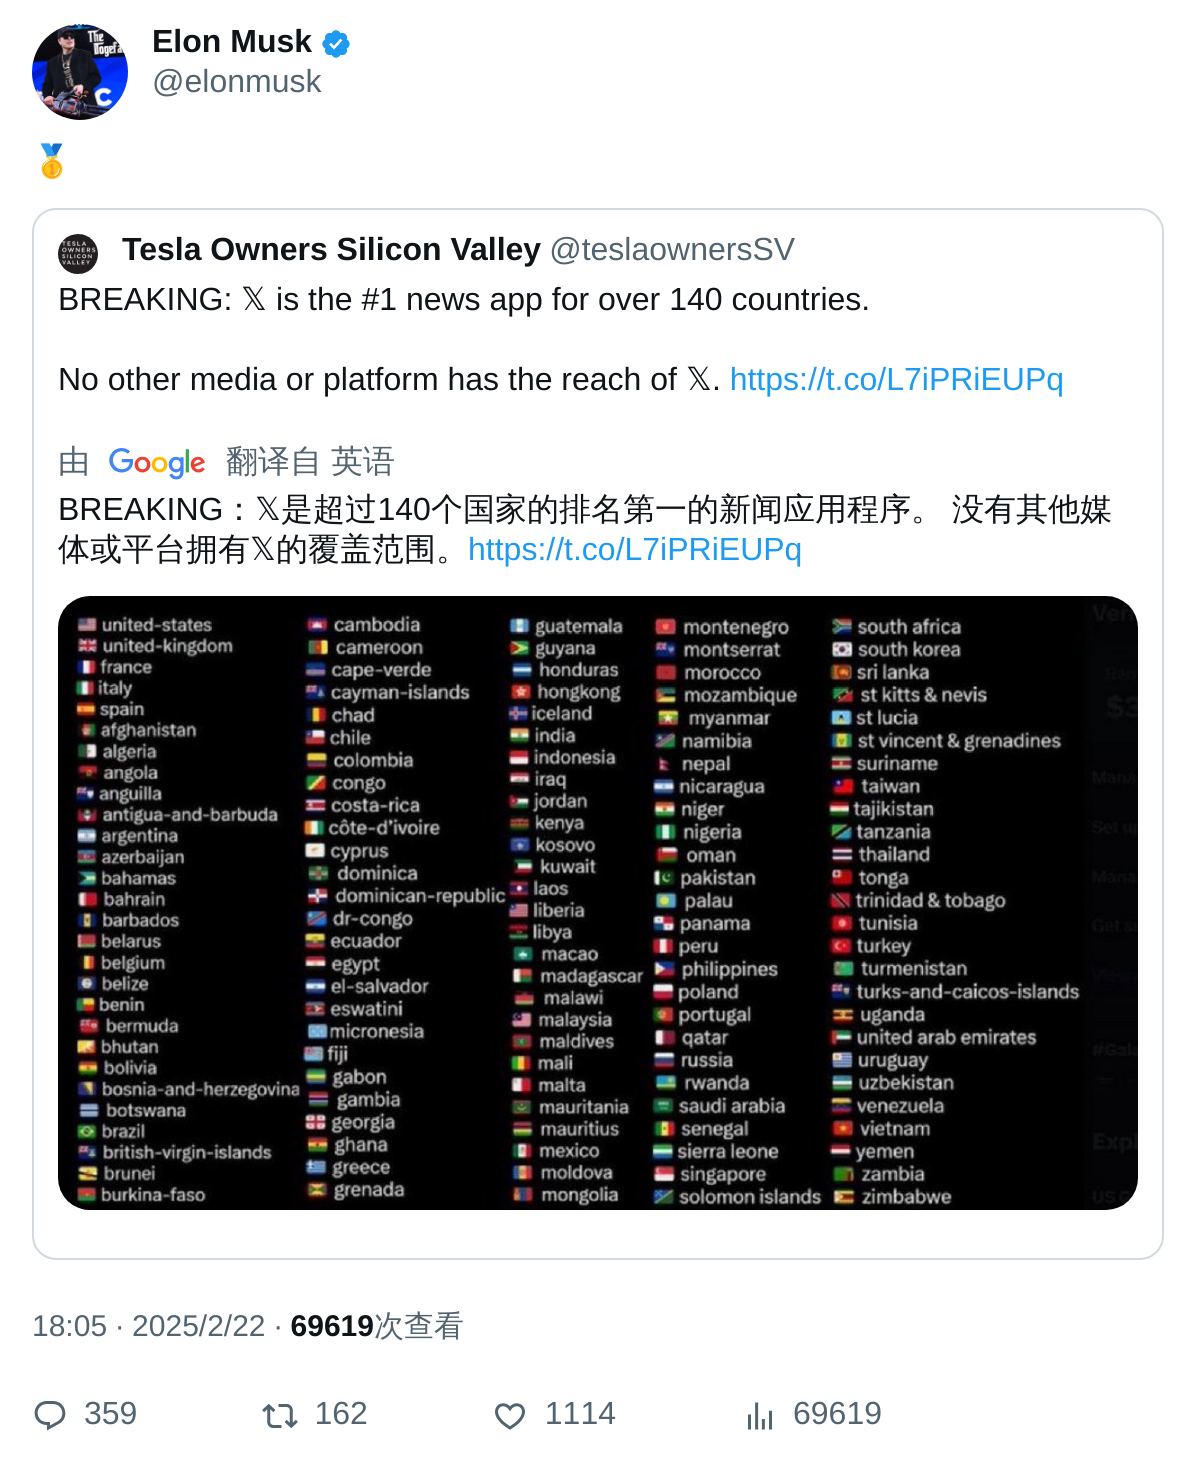 Elon Musk
@elonmusk
🥇
Tesla Owners Silicon Valley @teslaownersSV
BREAKING: 𝕏 is the #1 news app for over 140 countries.
No other media or platform has the reach of 𝕏. https://t.co/L7iPRiEUPq
由 Google 翻译自 英语
BREAKING：𝕏是超过140个国家的排名第一的新闻应用程序。 没有其他媒
体或平台拥有𝕏的覆盖范围。https://t.co/L7iPRiEUPq
united-states
united-kingdom
france
italy
spain
afghanistan
algeria
angola
anguilla
antigua-and-barbuda
argentina
azerbaijan
bahamas
bahrain
barbados
belarus
belgium
belize
benin
bermuda
bhutan
bolivia
bosnia-and-herzegovina
botswana
brazil
british-virgin-islands
brunei
burkina-faso
cambodia
cameroon
cape-verde
cayman-islands
chad
chile
colombia
congo
costa-rica
côte-d'ivoire
cyprus
dominica
dominican-republic
dr-congo
ecuador
egypt
el-salvador
eswatini
micronesia
fiji
gabon
gambia
georgia
ghana
greece
grenada
guatemala
guyana
honduras
hongkong
iceland
india
indonesia
iraq
jordan
kenya
kosovo
kuwait
laos
liberia
libya
macao
madagascar
malawi
malaysia
maldives
mali
malta
mauritania
mauritius
mexico
moldova
mongolia
montenegro
montserrat
morocco
mozambique
myanmar
namibia
nepal
nicaragua
niger
nigeria
oman
pakistan
palau
panama
peru
philippines
poland
portugal
qatar
russia
rwanda
saudi arabia
senegal
sierra leone
singapore
solomon islands
south africa
south korea
sri lanka
st kitts & nevis
st lucia
st vincent & grenadines
suriname
taiwan
tajikistan
tanzania
thailand
tonga
trinidad & tobago
tunisia
turkey
turmenistan
turks-and-caicos-islands
uganda
united arab emirates
uruguay
uzbekistan
venezuela
vietnam
yemen
zambia
zimbabwe
18:05 · 2025/2/22 · 69619次查看
359 162 1114 69619